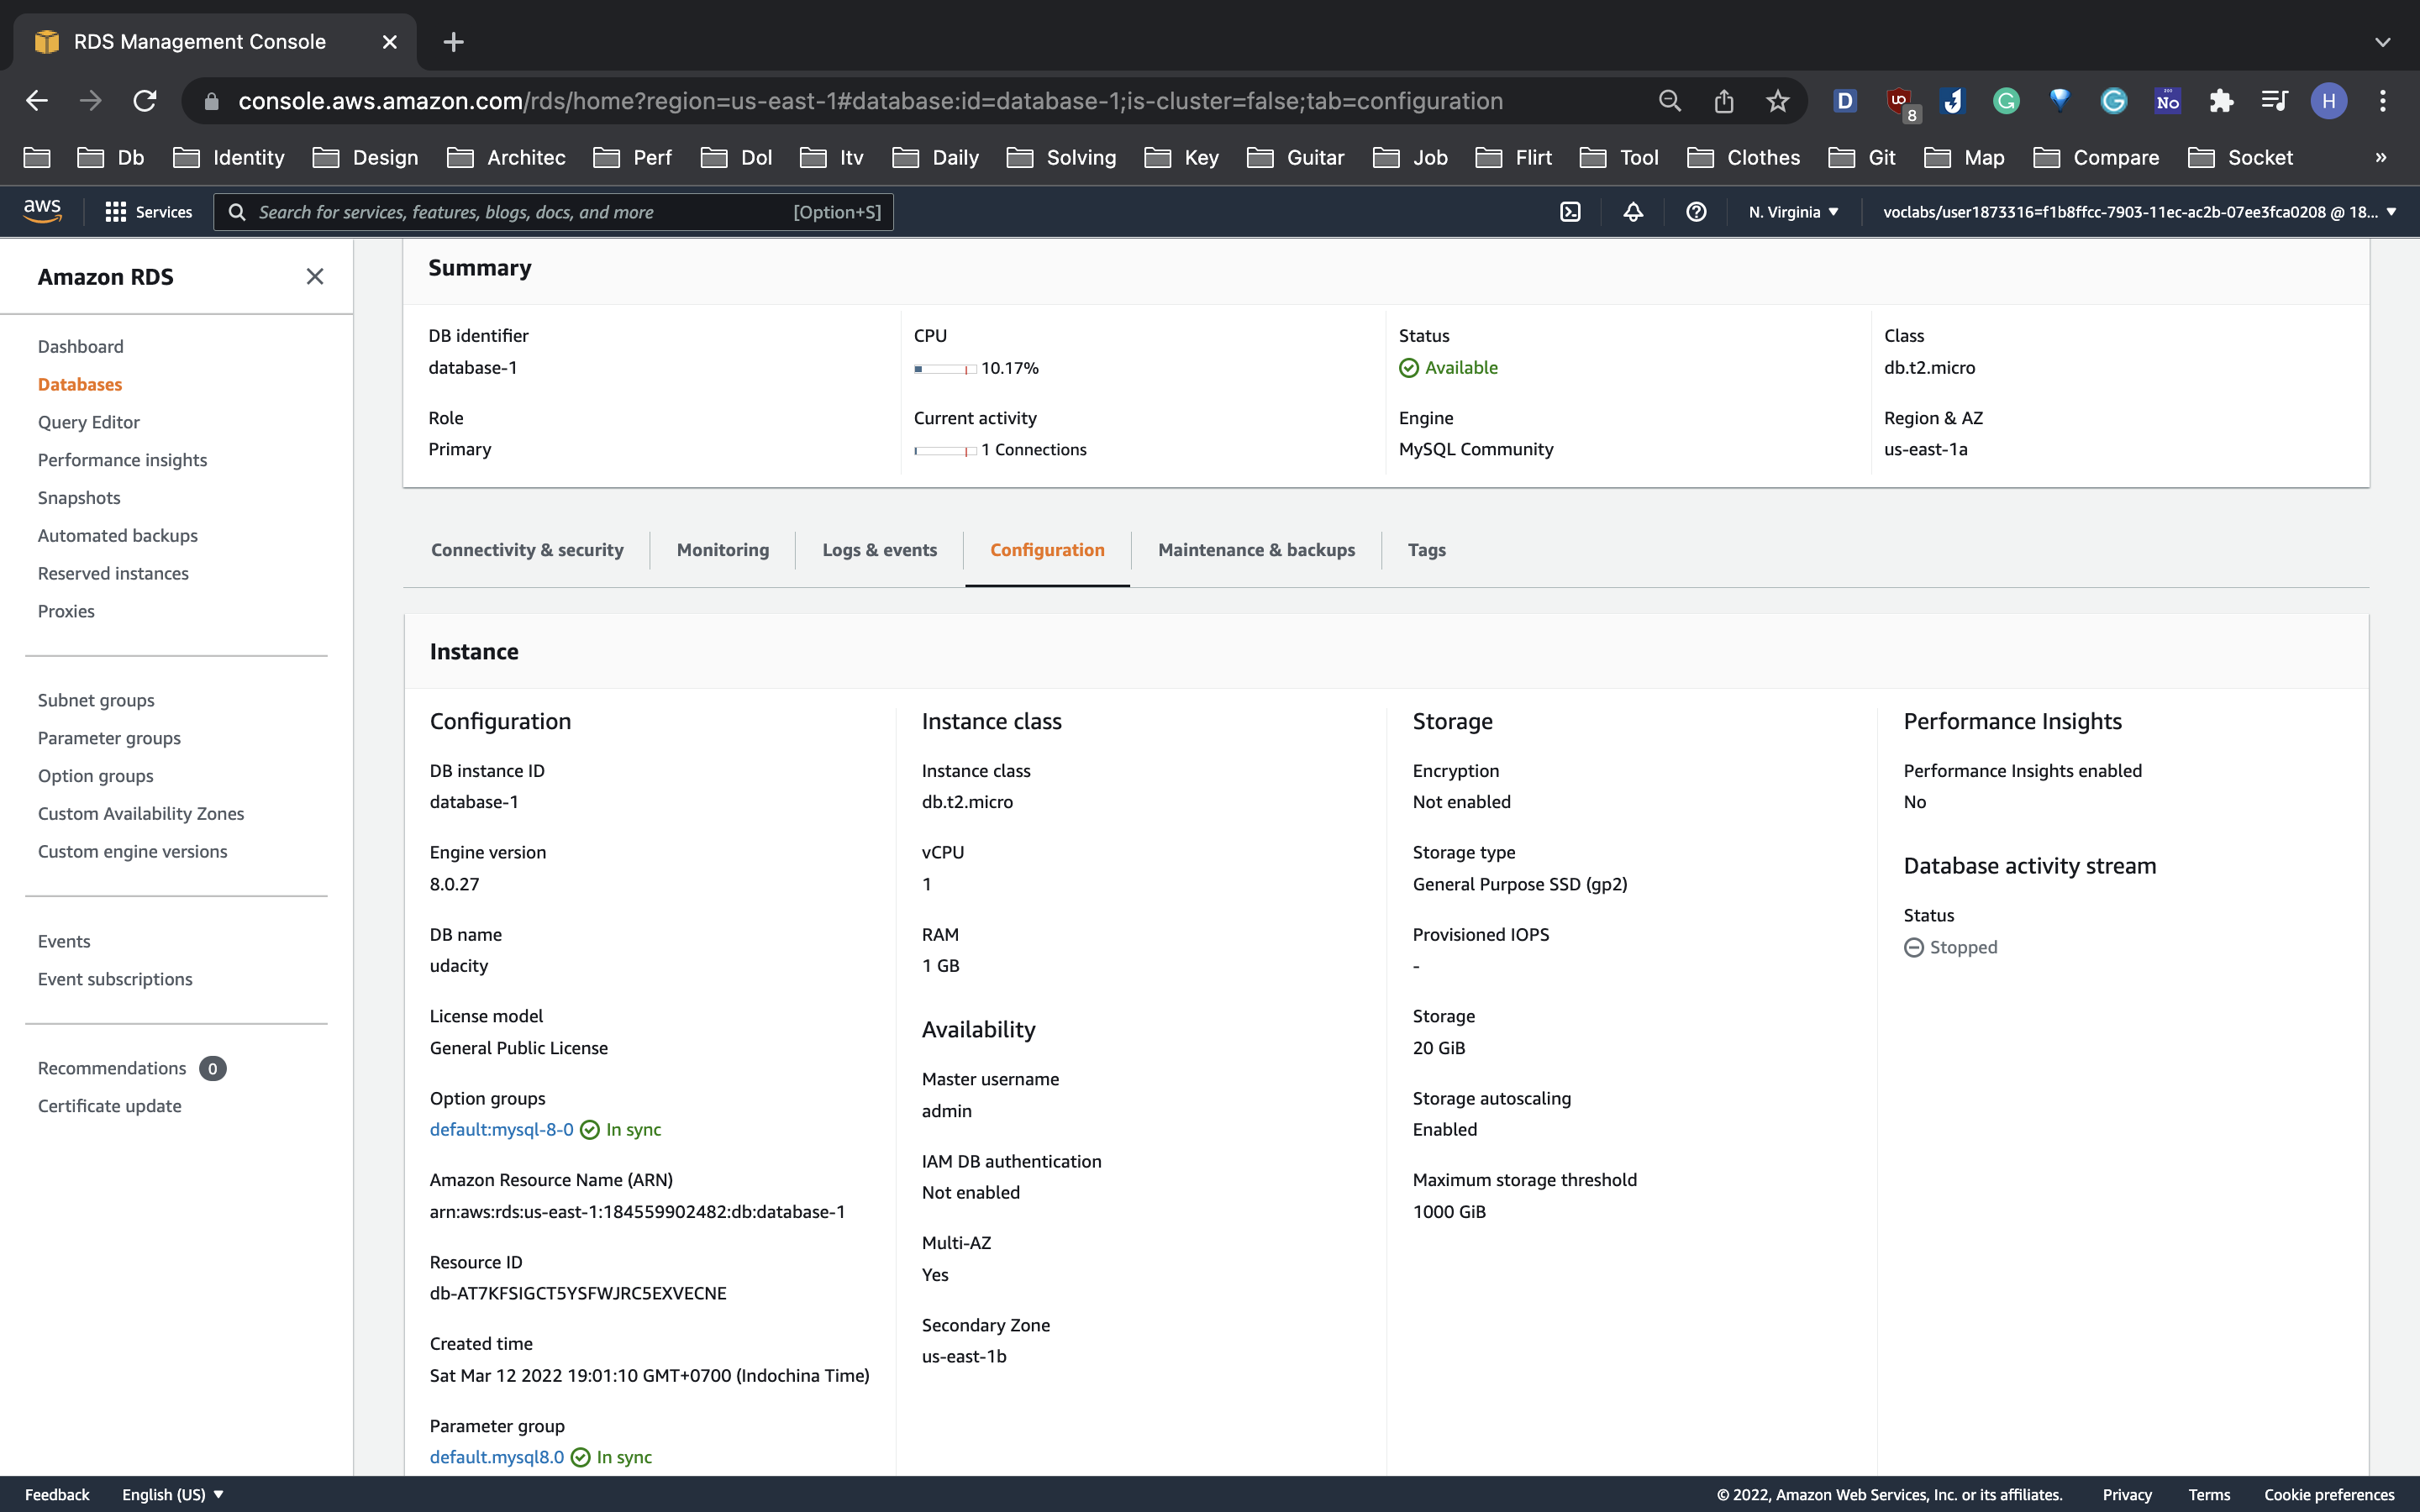 RDS Management Console
console.aws.amazon.com/rds/home?region=us-east-1#database:id=database-1;is-cluster=false;tab=configuration
D
8
G
No
H
Db
Identity
Design
Architec
Perf
Dol
Itv
Daily
Solving
Key
Guitar
Job
Flirt
Tool
Clothes
Git
Map
Compare
Socket
»
aws
Services
Search for services, features, blogs, docs, and more
[Option+S]
N. Virginia
voclabs/user1873316=f1b8ffcc-7903-11ec-ac2b-07ee3fca0208 @ 18...
Amazon RDS
Dashboard
Databases
Query Editor
Performance insights
Snapshots
Automated backups
Reserved instances
Proxies
Subnet groups
Parameter groups
Option groups
Custom Availability Zones
Custom engine versions
Events
Event subscriptions
Recommendations 0
Certificate update
Summary
DB identifier
database-1
Role
Primary
CPU
10.17%
Current activity
1 Connections
Status
Available
Engine
MySQL Community
Class
db.t2.micro
Region & AZ
us-east-1a
Connectivity & security
Monitoring
Logs & events
Configuration
Maintenance & backups
Tags
Instance
Configuration
DB instance ID
database-1
Engine version
8.0.27
DB name
udacity
License model
General Public License
Option groups
default:mysql-8-0 In sync
Amazon Resource Name (ARN)
arn:aws:rds:us-east-1:184559902482:db:database-1
Resource ID
db-AT7KFSIGCT5YSFWJRC5EXVECNE
Created time
Sat Mar 12 2022 19:01:10 GMT+0700 (Indochina Time)
Parameter group
default.mysql8.0 In sync
Instance class
Instance class
db.t2.micro
vCPU
1
RAM
1 GB
Availability
Master username
admin
IAM DB authentication
Not enabled
Multi-AZ
Yes
Secondary Zone
us-east-1b
Storage
Encryption
Not enabled
Storage type
General Purpose SSD (gp2)
Provisioned IOPS
-
Storage
20 GiB
Storage autoscaling
Enabled
Maximum storage threshold
1000 GiB
Performance Insights
Performance Insights enabled
No
Database activity stream
Status
Stopped
Feedback
English (US)
© 2022, Amazon Web Services, Inc. or its affiliates.
Privacy
Terms
Cookie preferences